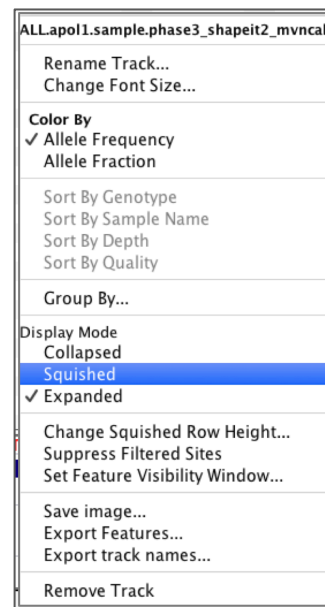 ALL.apol1.sample.phase3_shapeit2_mvncal
Rename Track...
Change Font Size...
Color By
✓ Allele Frequency
Allele Fraction
Sort By Genotype
Sort By Sample Name
Sort By Depth
Sort By Quality
Group By...
Display Mode
Collapsed
Squished
✓ Expanded
Change Squished Row Height...
Suppress Filtered Sites
Set Feature Visibility Window...
Save image...
Export Features...
Export track names...
Remove Track